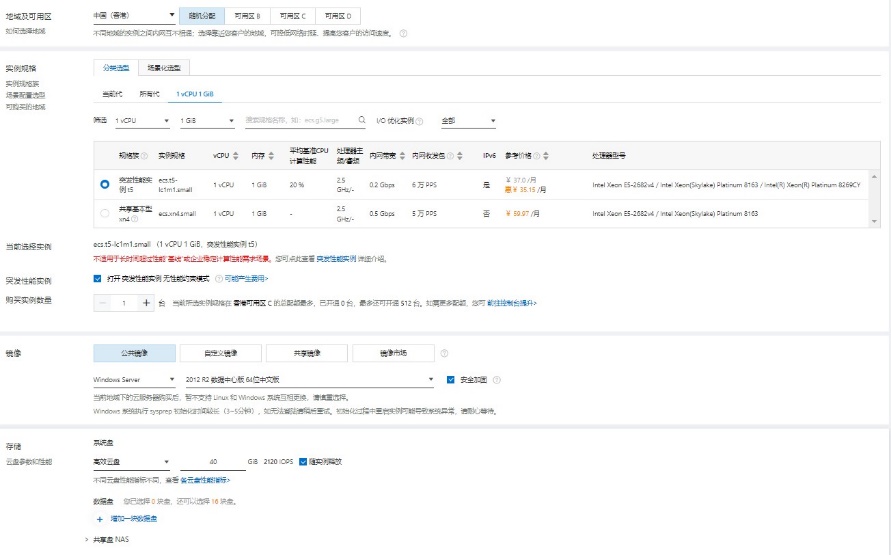 地域及可用区 中国（香港） 随机分配 可用区 B 可用区 C 可用区 D
如何选择地域 不同地域的实例之间内网互不相通；选择靠近您客户的地域，可降低网络时延、提高您客户的访问速度。
实例规格 分类选型 场景化选型
实例规格族
场景配置选型 当前代 所有代 1 vCPU 1 GiB
可购买的地域
筛选 1 vCPU 1 GiB 搜索规格名称，如：ecs.g5.large I/O 优化实例 全部
规格族 实例规格 vCPU 内存 平均基准CPU计算性能 处理器主频/睿频 内网带宽 内网收发包 IPv6 参考价格 处理器型号
突发性能实例 t5 ecs.t5-lc1m1.small 1 vCPU 1 GiB 20 % 2.5 GHz/- 0.2 Gbps 6 万 PPS 是 ¥ 37.0 /月 惠 ¥ 35.15 /月 Intel Xeon E5-2682v4 / Intel Xeon(Skylake) Platinum 8163 / Intel(R) Xeon(R) Platinum 8269CY
共享基本型 xn4 ecs.xn4.small 1 vCPU 1 GiB - 2.5 GHz/- 0.5 Gbps 5 万 PPS 否 ¥ 59.97 /月 Intel Xeon E5-2682v4 / Intel Xeon(Skylake) Platinum 8163
当前选择实例 ecs.t5-lc1m1.small （1 vCPU 1 GiB，突发性能实例 t5）
不适用于长时间超过性能"基础"或企业稳定计算性能需求场景。您可点此查看 突发性能实例 详细介绍。
突发性能实例 打开 突发性能实例 无性能约束模式 可能产生费用>
购买实例数量 1 台 当前所选实例规格在 香港可用区 C 的总配额最多，已开通 0 台，最多还可开通 512 台。如需更多配额，您可 前往控制台提升>
镜像 公共镜像 自定义镜像 共享镜像 镜像市场
Windows Server 2012 R2 数据中心版 64位中文版 安全加固
当前地域下的云服务器购买后，暂不支持 Linux 和 Windows 系统互相更换，请慎重选择。
Windows 系统执行 sysprep 初始化时间较长（3~5分钟），如无法登陆请稍后重试。初始化过程中重启实例可能导致系统异常，请耐心等待。
存储 系统盘
云盘参数和性能 高效云盘 40 GiB 2120 IOPS 随实例释放
不同云盘性能指标不同，查看 各云盘性能指标>
数据盘 您已选择 0 块盘，还可以选择 16 块盘。
+ 增加一块数据盘
> 共享盘 NAS